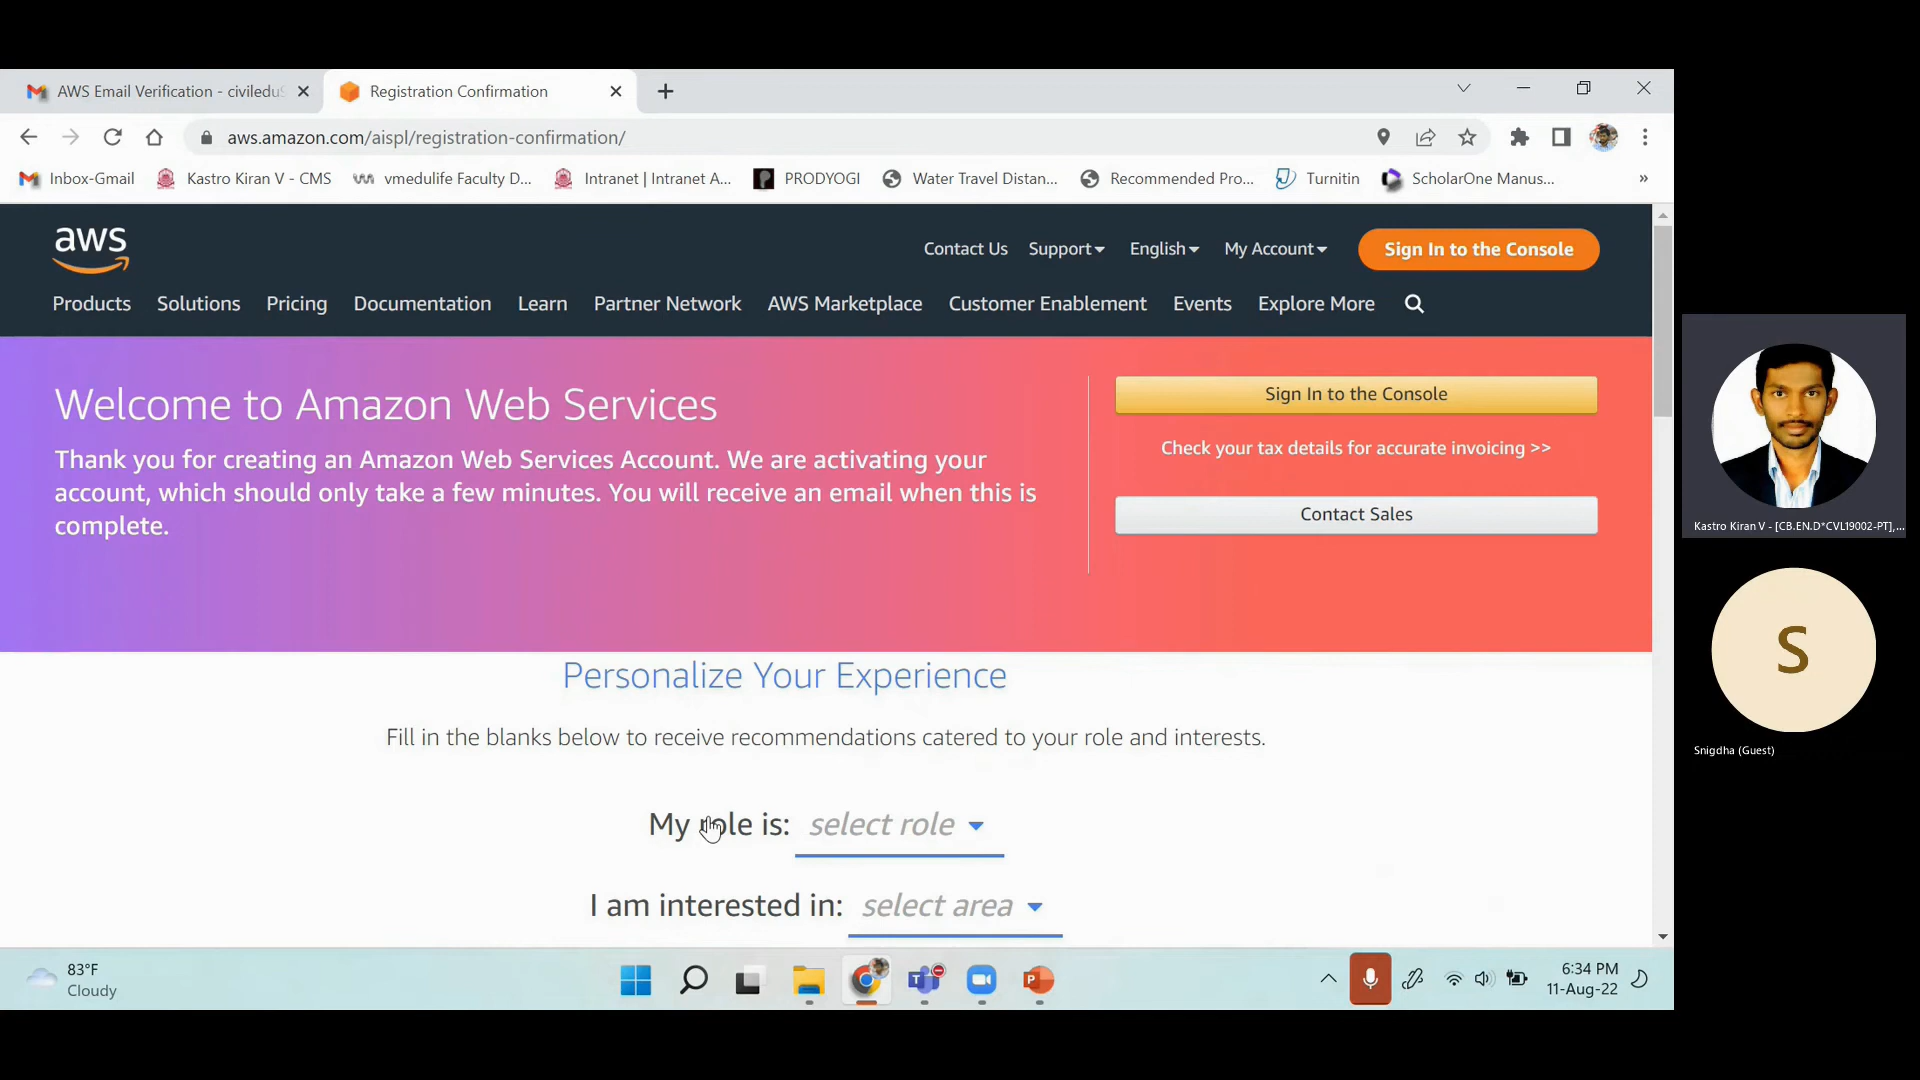 AWS Email Verification - civiledu
Registration Confirmation
aws.amazon.com/aispl/registration-confirmation/
Inbox-Gmail
Kastro Kiran V - CMS
vmedulife Faculty D...
Intranet | Intranet A...
PRODYOGI
Water Travel Distan...
Recommended Pro...
Turnitin
ScholarOne Manus...
»
aws
Contact Us
Support
English
My Account
Sign In to the Console
Products
Solutions
Pricing
Documentation
Learn
Partner Network
AWS Marketplace
Customer Enablement
Events
Explore More
Welcome to Amazon Web Services
Thank you for creating an Amazon Web Services Account. We are activating your
account, which should only take a few minutes. You will receive an email when this is
complete.
Sign In to the Console
Check your tax details for accurate invoicing >>
Contact Sales
Personalize Your Experience
Fill in the blanks below to receive recommendations catered to your role and interests.
My role is: select role
I am interested in: select area
Kastro Kiran V - [CB.EN.D*CVL19002-PT],...
S
Snigdha (Guest)
83°F
Cloudy
6:34 PM
11-Aug-22